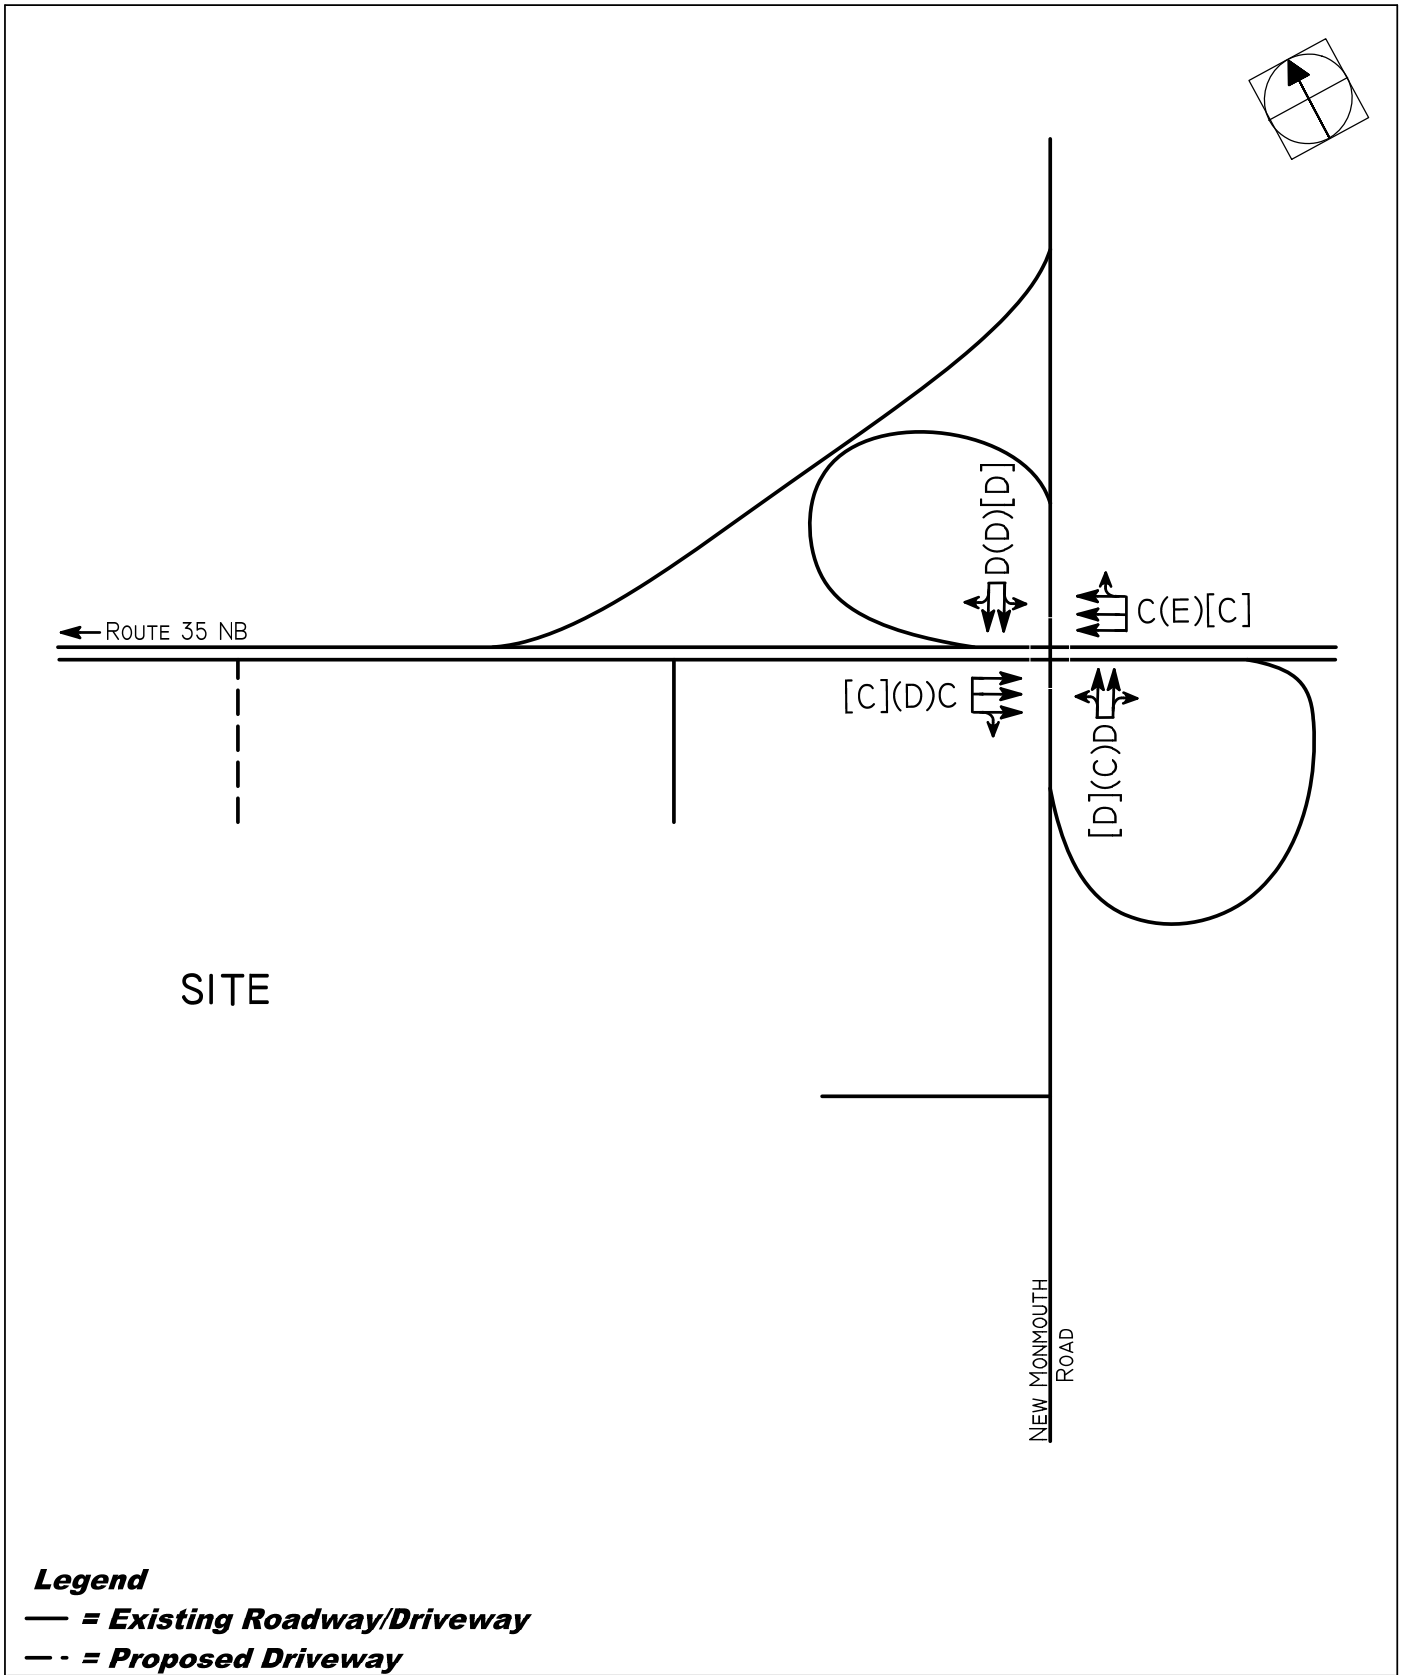 D(D)[D]
C(E)[C]
ROUTE 35 NB
[C](D)C
[D](C)D
SITE
NEW MONMOUTH
ROAD
Legend
= Existing Roadway/Driveway
= Proposed Driveway